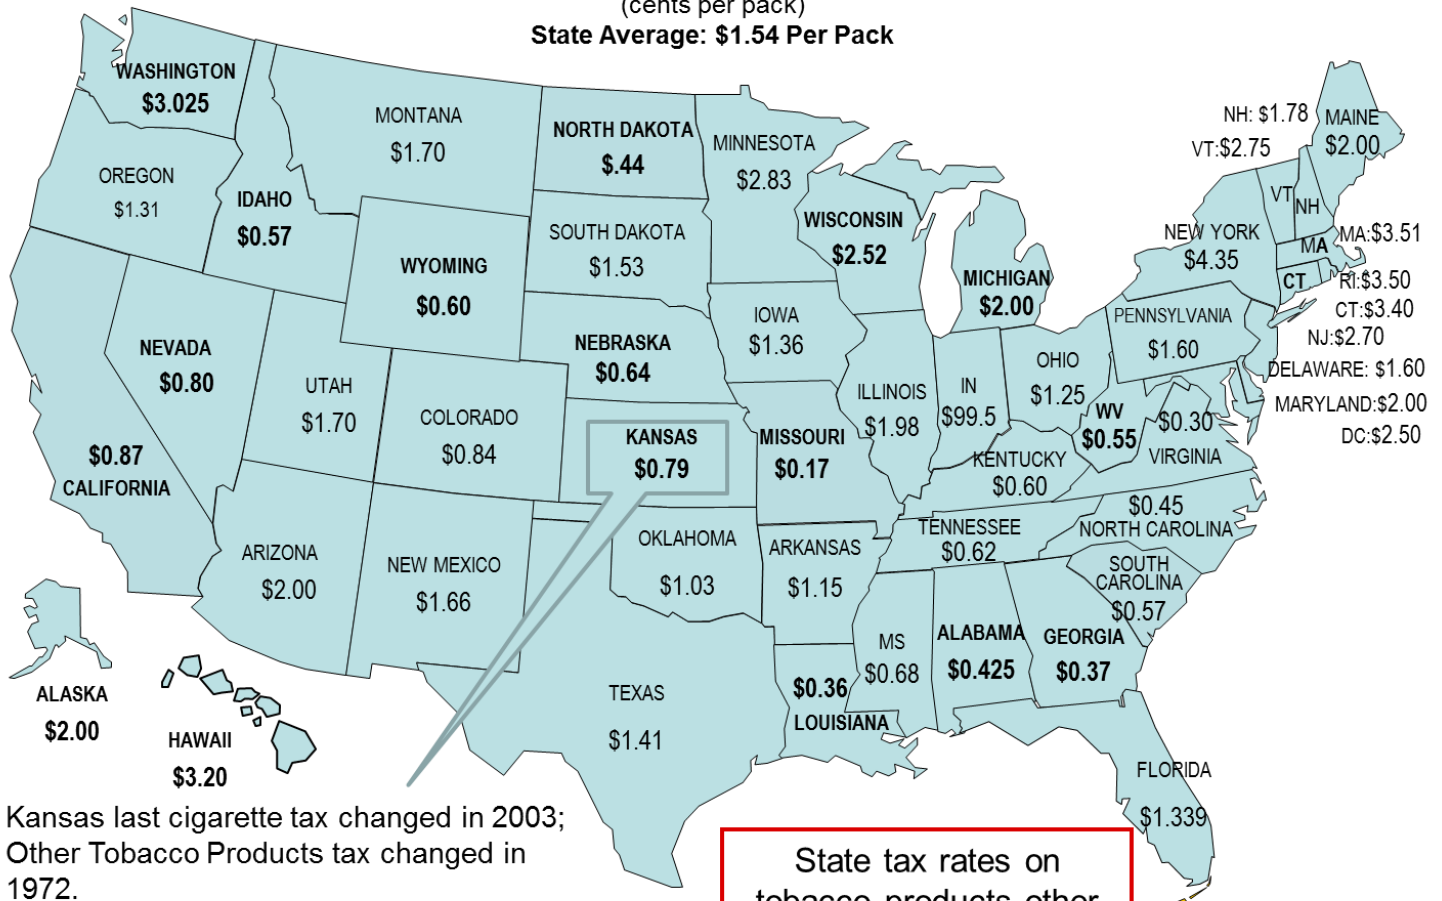 (cents per pack)
State Average: $1.54 Per Pack
WASHINGTON
$3.025
MONTANA
$1.70
NORTH DAKOTA
$.44
MINNESOTA
$2.83
NH: $1.78
VT:$2.75
MAINE
$2.00
OREGON
$1.31
IDAHO
$0.57
WYOMING
$0.60
SOUTH DAKOTA
$1.53
WISCONSIN
$2.52
MICHIGAN
$2.00
NEW YORK
$4.35
VT
NH
MA
MA:$3.51
CT
RI:$3.50
CT:$3.40
NJ:$2.70
DELAWARE: $1.60
MARYLAND:$2.00
DC:$2.50
NEVADA
$0.80
UTAH
$1.70
COLORADO
$0.84
NEBRASKA
$0.64
IOWA
$1.36
ILLINOIS
$1.98
IN
$99.5
OHIO
$1.25
PENNSYLVANIA
$1.60
WV
$0.55
$0.30
VIRGINIA
$0.87
CALIFORNIA
KANSAS
$0.79
MISSOURI
$0.17
KENTUCKY
$0.60
$0.45
NORTH CAROLINA
TENNESSEE
$0.62
SOUTH
CAROLINA
$0.57
ARIZONA
$2.00
NEW MEXICO
$1.66
OKLAHOMA
$1.03
ARKANSAS
$1.15
MS
$0.68
ALABAMA
$0.425
GEORGIA
$0.37
ALASKA
$2.00
HAWAII
$3.20
TEXAS
$1.41
$0.36
LOUISIANA
FLORIDA
$1.339
Kansas last cigarette tax changed in 2003;
Other Tobacco Products tax changed in
1972.
State tax rates on
tobacco products other